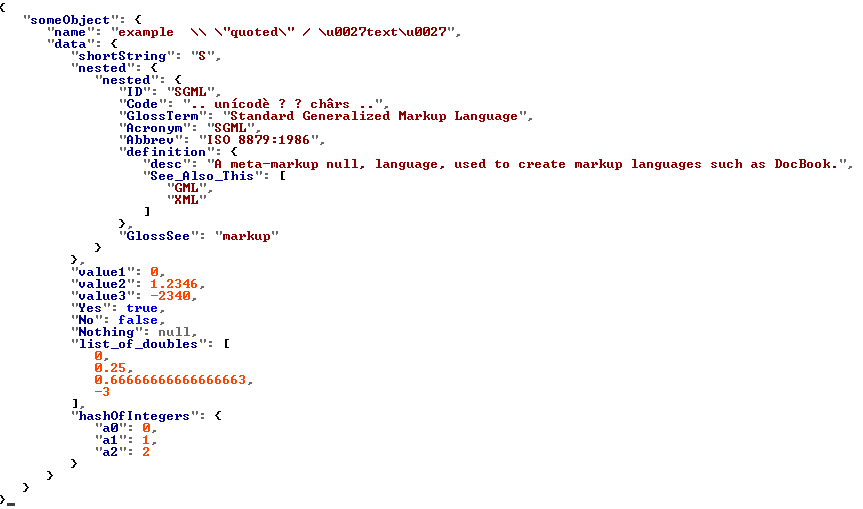 {
   "someObject": {
      "name": "example  \\ \"quoted\" / \u0027text\u0027",
      "data": {
         "shortString": "S",
         "nested": {
            "nested": {
               "ID": "SGML",
               "Code": ".. unícodè ? ? chârs ..",
               "GlossTerm": "Standard Generalized Markup Language",
               "Acronym": "SGML",
               "Abbrev": "ISO 8879:1986",
               "definition": {
                  "desc": "A meta-markup null, language, used to create markup languages such as DocBook.",
                  "See_Also_This": [
                     "GML",
                     "XML"
                  ]
               },
               "GlossSee": "markup"
            }
         },
         "value1": 0,
         "value2": 1.2346,
         "value3": -2340,
         "Yes": true,
         "No": false,
         "Nothing": null,
         "list_of_doubles": [
            0,
            0.25,
            0.66666666666666663,
            -3
         ],
         "hashOfIntegers": {
            "a0": 0,
            "a1": 1,
            "a2": 2
         }
      }
   }
}_